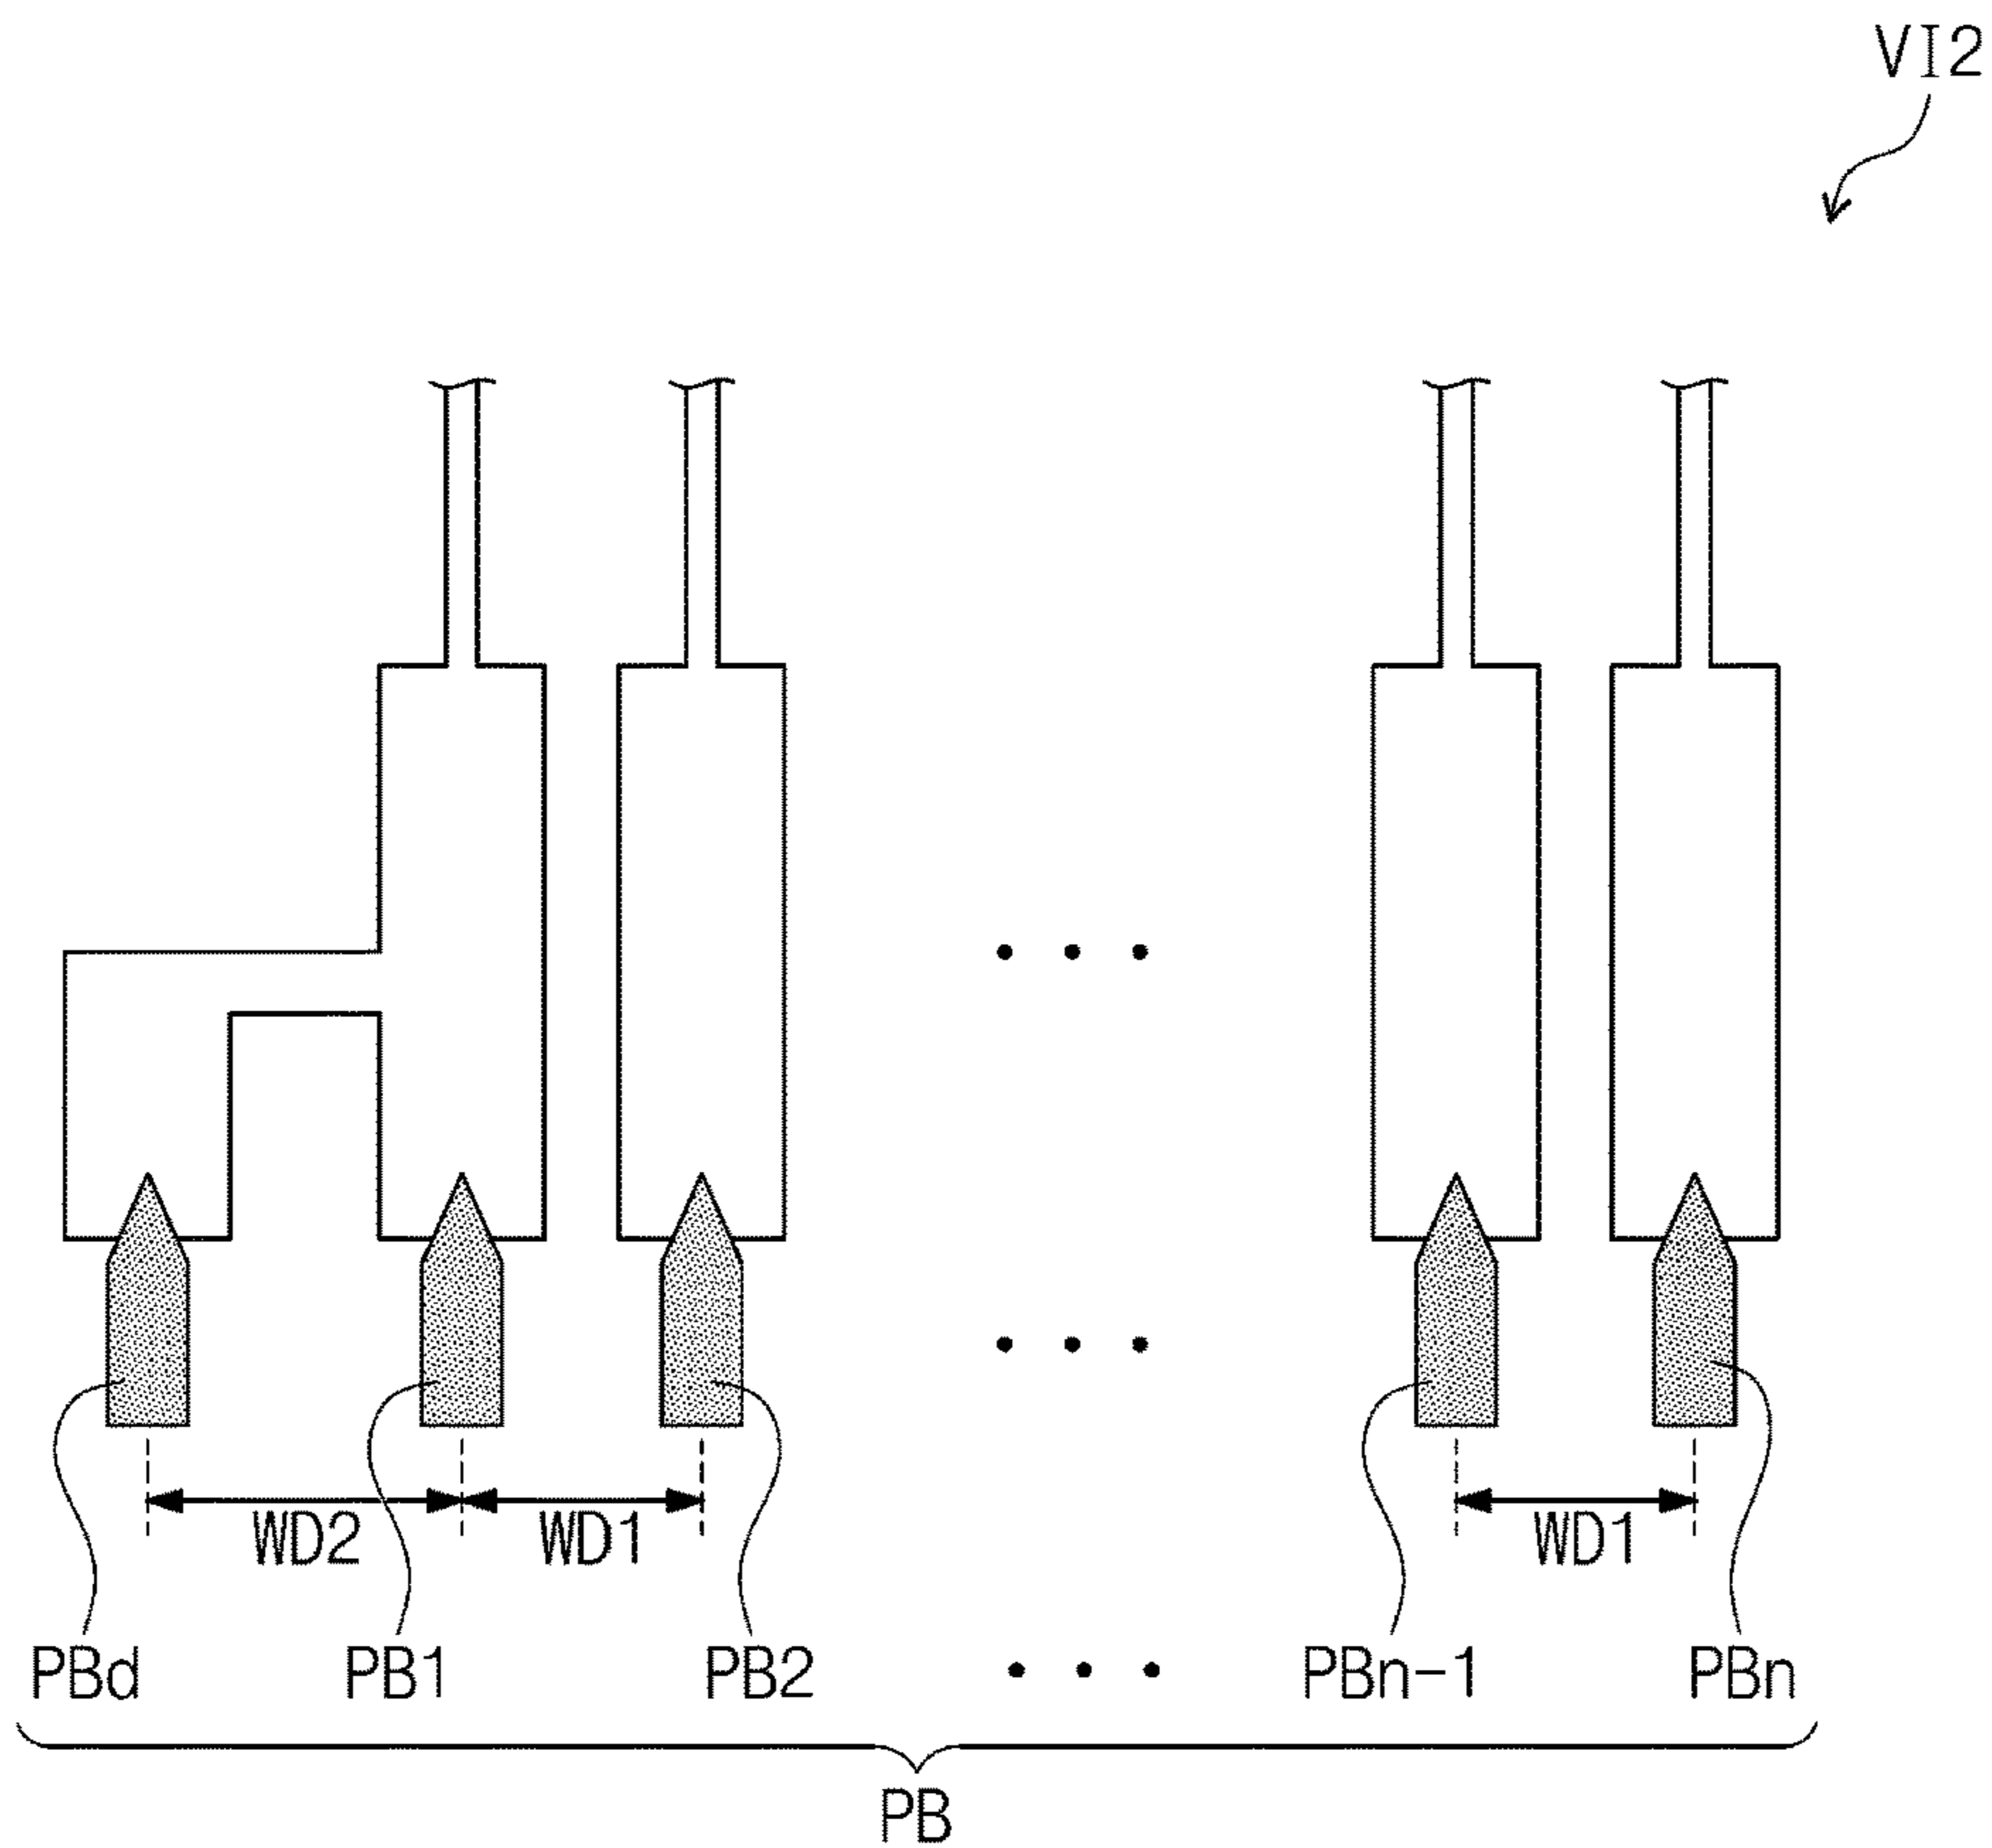 VI2
WD2 WD1 WD1
PBd PB1 PB2 • • • PBn-1 PBn
PB